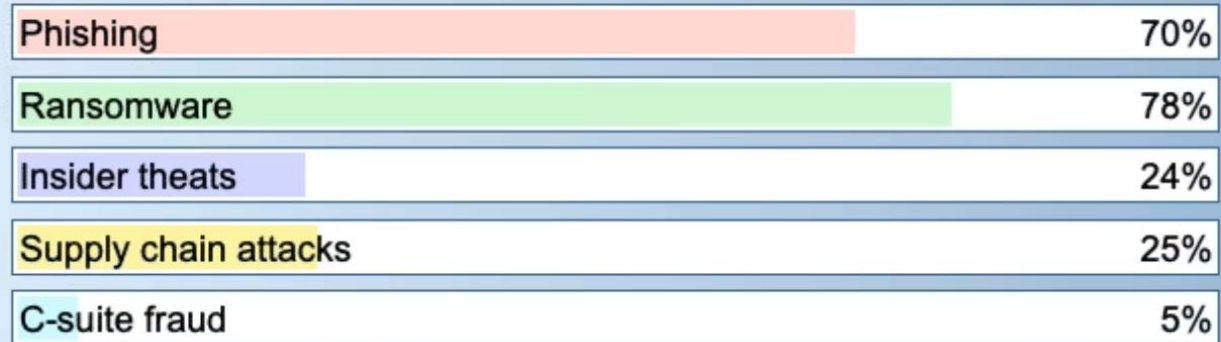 Phishing 70%
Ransomware 78%
Insider theats 24%
Supply chain attacks 25%
C-suite fraud 5%